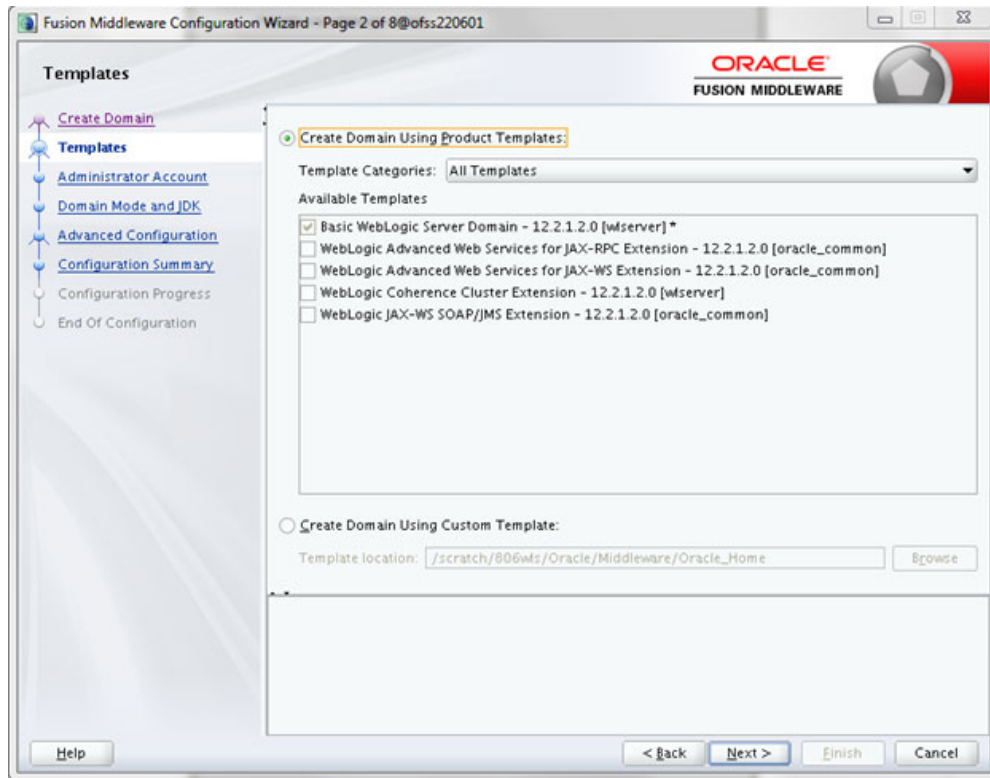 Fusion Middleware Configuration Wizard - Page 2 of 8@ofss220601
Templates
ORACLE
FUSION MIDDLEWARE
Create Domain
Templates
Administrator Account
Domain Mode and JDK
Advanced Configuration
Configuration Summary
Configuration Progress
End Of Configuration
Create Domain Using Product Templates:
Template Categories: All Templates
Available Templates
Basic WebLogic Server Domain - 12.2.1.2.0 [wlserver] *
WebLogic Advanced Web Services for JAX-RPC Extension - 12.2.1.2.0 [oracle_common]
WebLogic Advanced Web Services for JAX-WS Extension - 12.2.1.2.0 [oracle_common]
WebLogic Coherence Cluster Extension - 12.2.1.2.0 [wlserver]
WebLogic JAX-WS SOAP/JMS Extension - 12.2.1.2.0 [oracle_common]
Create Domain Using Custom Template:
Template location: /scratch/806wls/Oracle/Middleware/Oracle_Home Browse
Help < Back Next > Finish Cancel